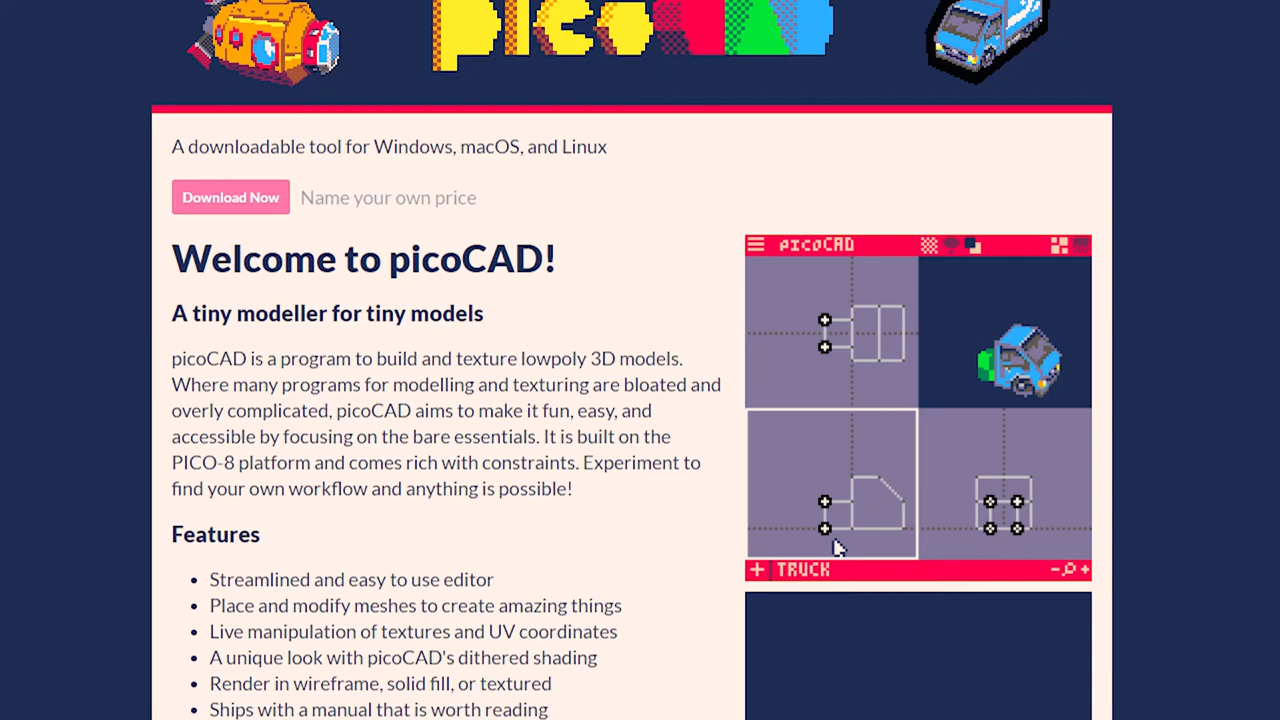 picoCAD
A downloadable tool for Windows, macOS, and Linux
Download Now Name your own price
Welcome to picoCAD!
A tiny modeller for tiny models
picoCAD is a program to build and texture lowpoly 3D models.
Where many programs for modelling and texturing are bloated and
overly complicated, picoCAD aims to make it fun, easy, and
accessible by focusing on the bare essentials. It is built on the
PICO-8 platform and comes rich with constraints. Experiment to
find your own workflow and anything is possible!
Features
• Streamlined and easy to use editor
• Place and modify meshes to create amazing things
• Live manipulation of textures and UV coordinates
• A unique look with picoCAD's dithered shading
• Render in wireframe, solid fill, or textured
• Ships with a manual that is worth reading
picoCAD
+ TRUCK - +